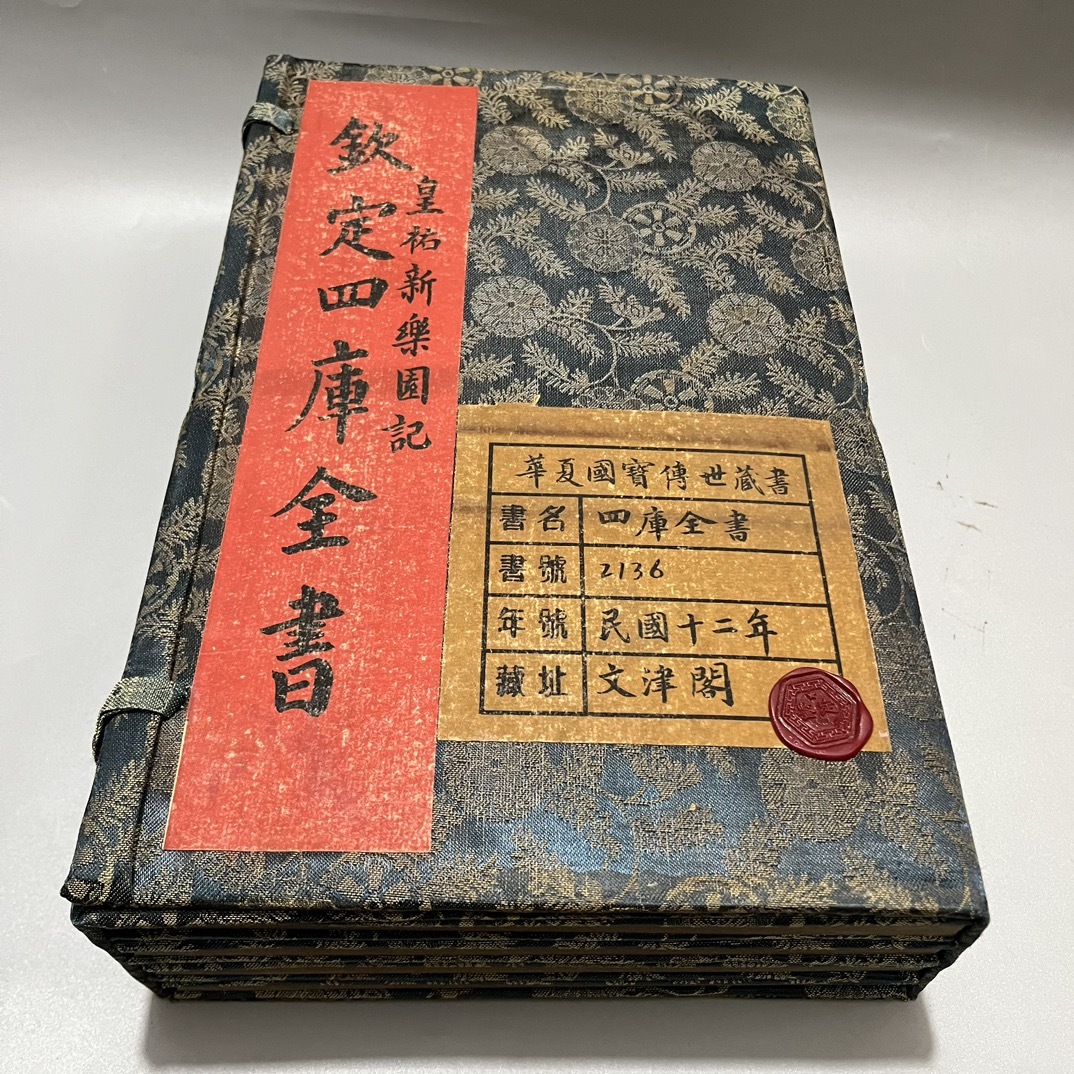 欽定四庫全書
皇祐新樂圖記
華夏國寶傳世藏書
書名 四庫全書
書號 2136
年號 民國十二年
藏址 文津閣